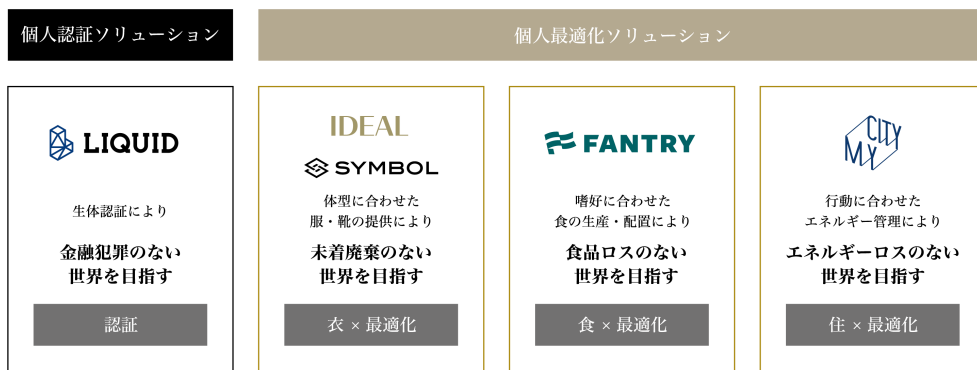 個人認証ソリューション
個人最適化ソリューション
LIQUID
生体認証により
金融犯罪のない
世界を目指す
認証
IDEAL
SYMBOL
体型に合わせた
服・靴の提供により
未着廃棄のない
世界を目指す
衣 × 最適化
FANTRY
嗜好に合わせた
食の生産・配置により
食品ロスのない
世界を目指す
食 × 最適化
MY CITY
行動に合わせた
エネルギー管理により
エネルギーロスのない
世界を目指す
住 × 最適化